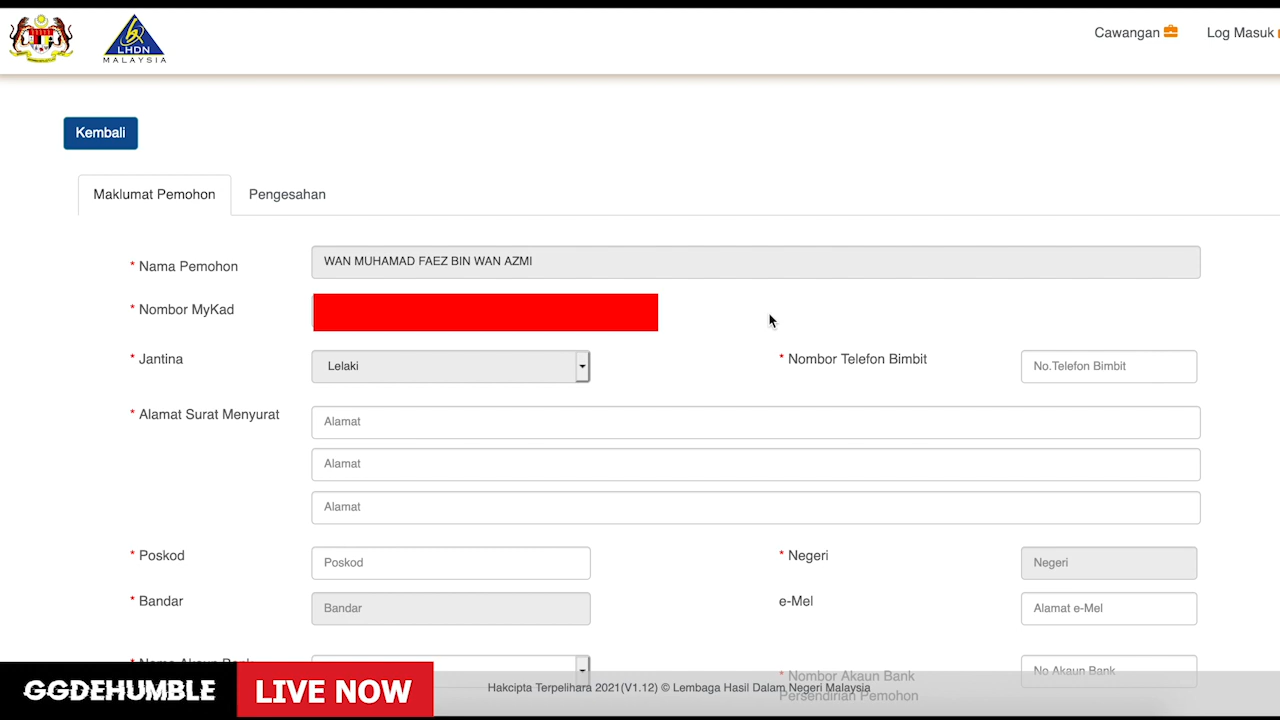 LHDN
MALAYSIA
Cawangan
Log Masuk
Kembali
Maklumat Pemohon
Pengesahan
* Nama Pemohon
WAN MUHAMAD FAEZ BIN WAN AZMI
* Nombor MyKad
* Jantina
Lelaki
* Nombor Telefon Bimbit
No.Telefon Bimbit
* Alamat Surat Menyurat
Alamat
Alamat
Alamat
* Poskod
Poskod
* Negeri
Negeri
* Bandar
Bandar
e-Mel
Alamat e-Mel
* Nama Akaun Bank
* Nombor Akaun Bank
Persendirian Pemohon
No Akaun Bank
GGDEHUMBLE
LIVE NOW
Hakcipta Terpelihara 2021(V1.12) © Lembaga Hasil Dalam Negeri Malaysia